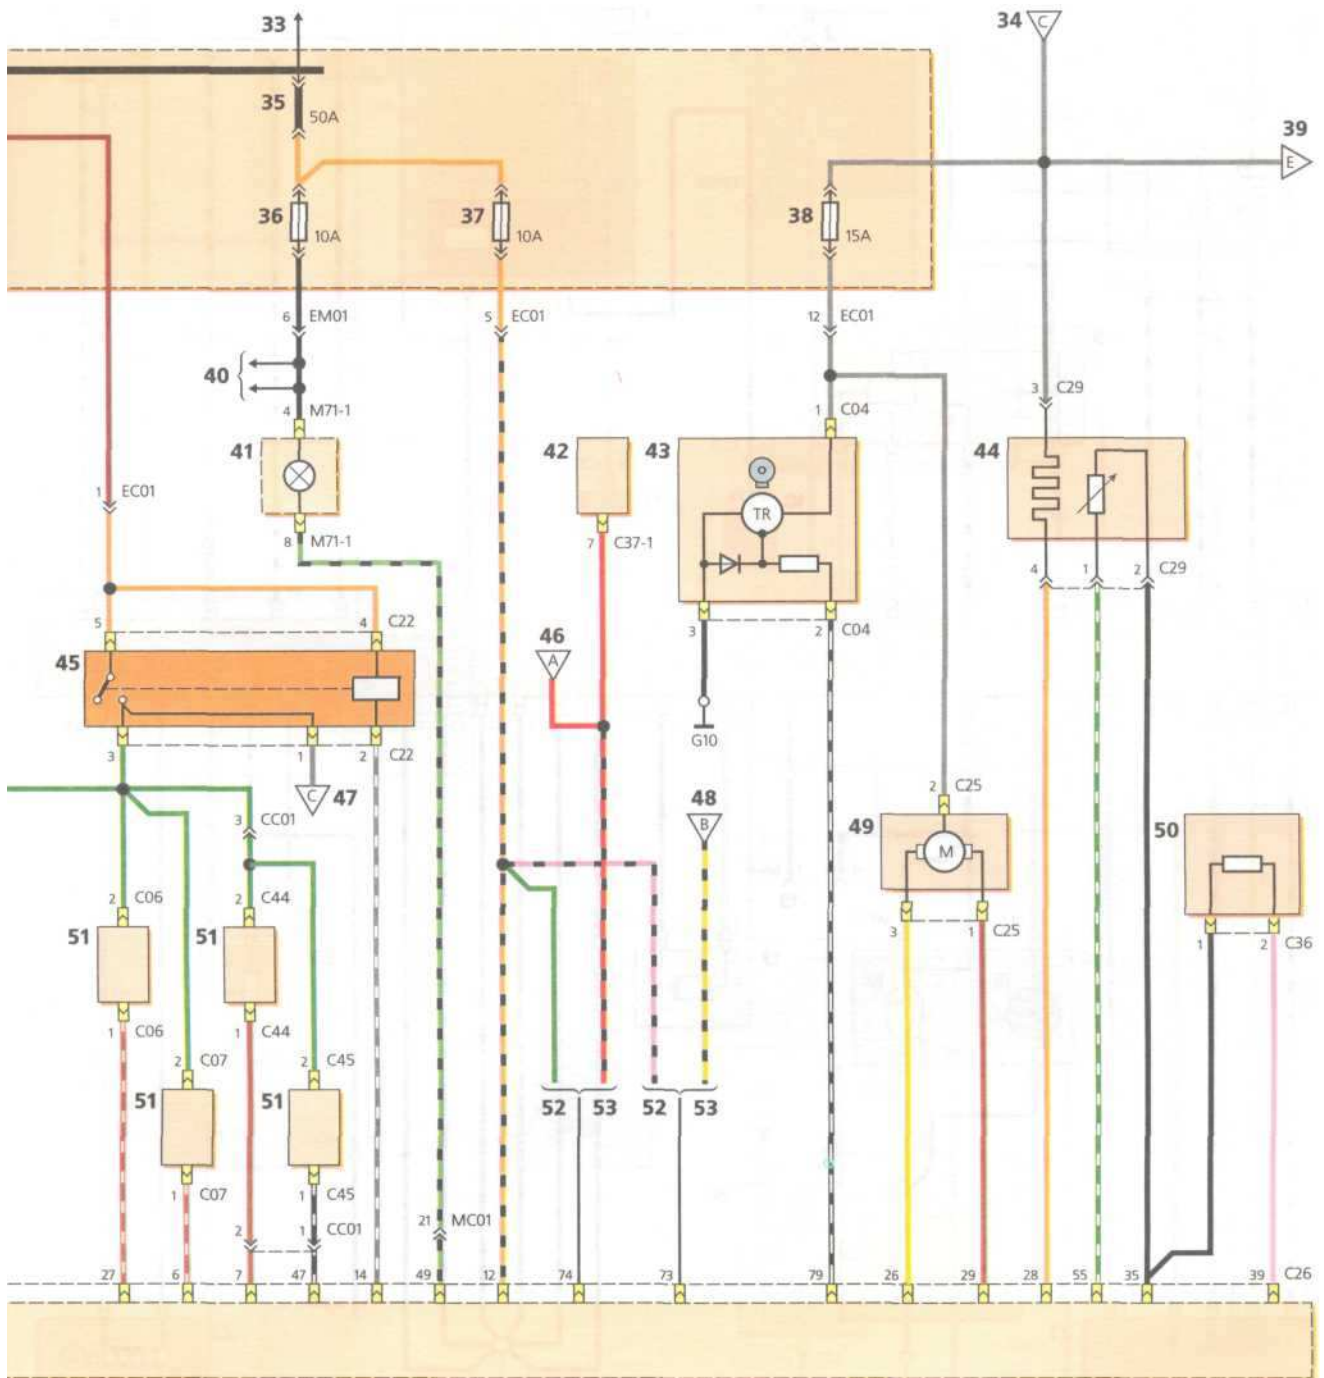 33
34 C
35
50A
39
E
36
10A
37
10A
38
15A
6 EM01
5 EC01
12 EC01
40
3 C29
4 M71-1
1 C04
41
42
43
44
TR
1 EC01
8 M71-1
7 C37-1
4 1 2 C29
5 4 C22
3 2 C04
46
A
45
G10
3 1 2 C22
C 47
48
B
2 C25
3 CC01
49
M
50
2 C06
2 C44
51
51
3 1 C25
1 2 C36
1 C06
1 C44
2 C07
2 C45
51
51
52 53 52 53
1 C07
1 C45
2 1 CC01
21 MC01
27 6 7 47 14 49 12 74 73 79 26 29 28 55 35 39 C26